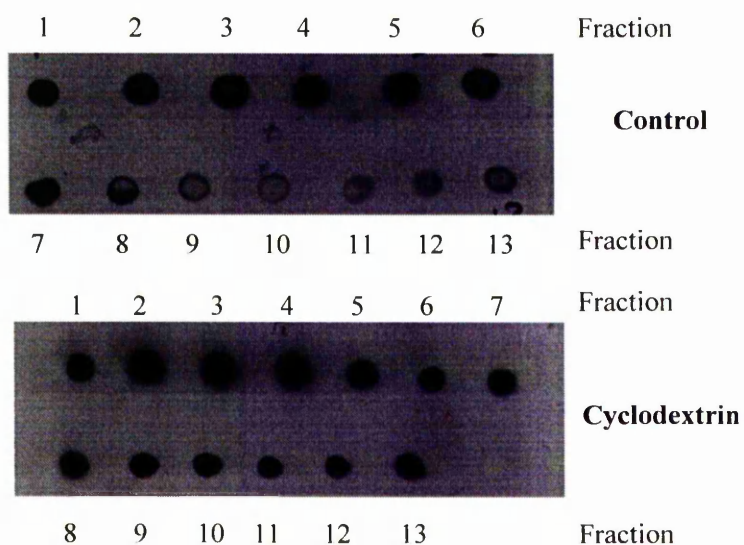 1 2 3 4 5 6 Fraction
Control
7 8 9 10 11 12 13 Fraction
1 2 3 4 5 6 7 Fraction
Cyclodextrin
8 9 10 11 12 13 Fraction